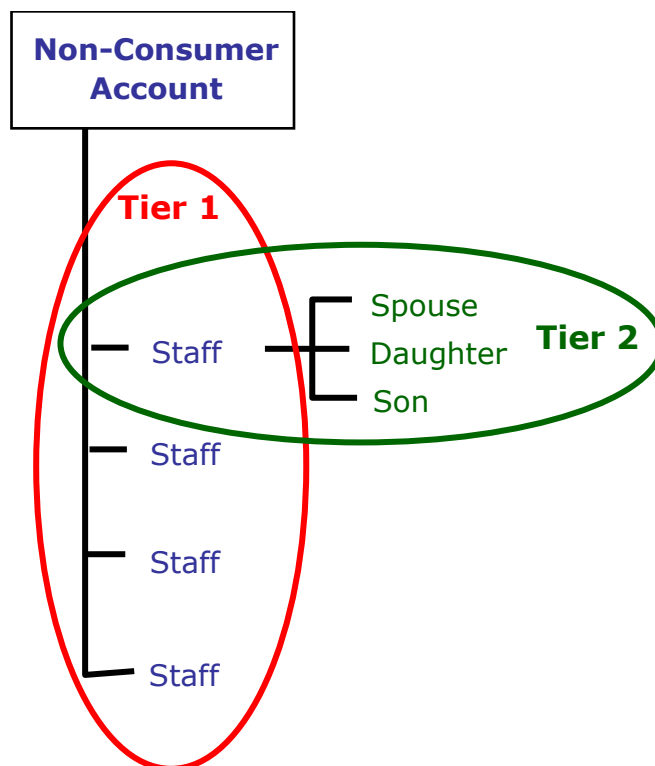 Non-Consumer
Account
Tier 1
Spouse
Staff
Daughter
Tier 2
Son
Staff
Staff
Staff